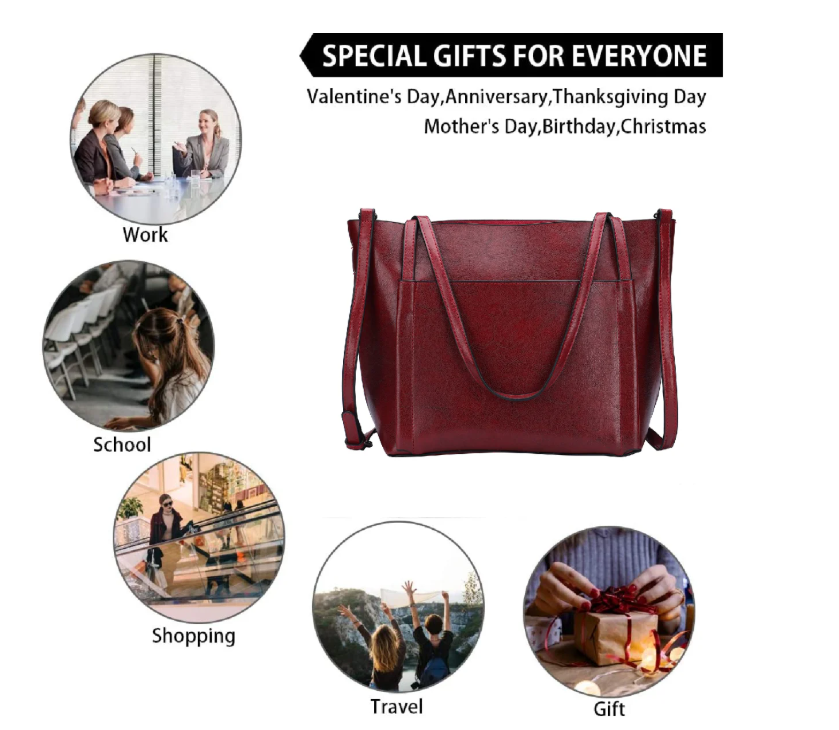 SPECIAL GIFTS FOR EVERYONE
Valentine's Day,Anniversary,Thanksgiving Day
Mother's Day,Birthday,Christmas
Work
School
Shopping
Travel
Gift